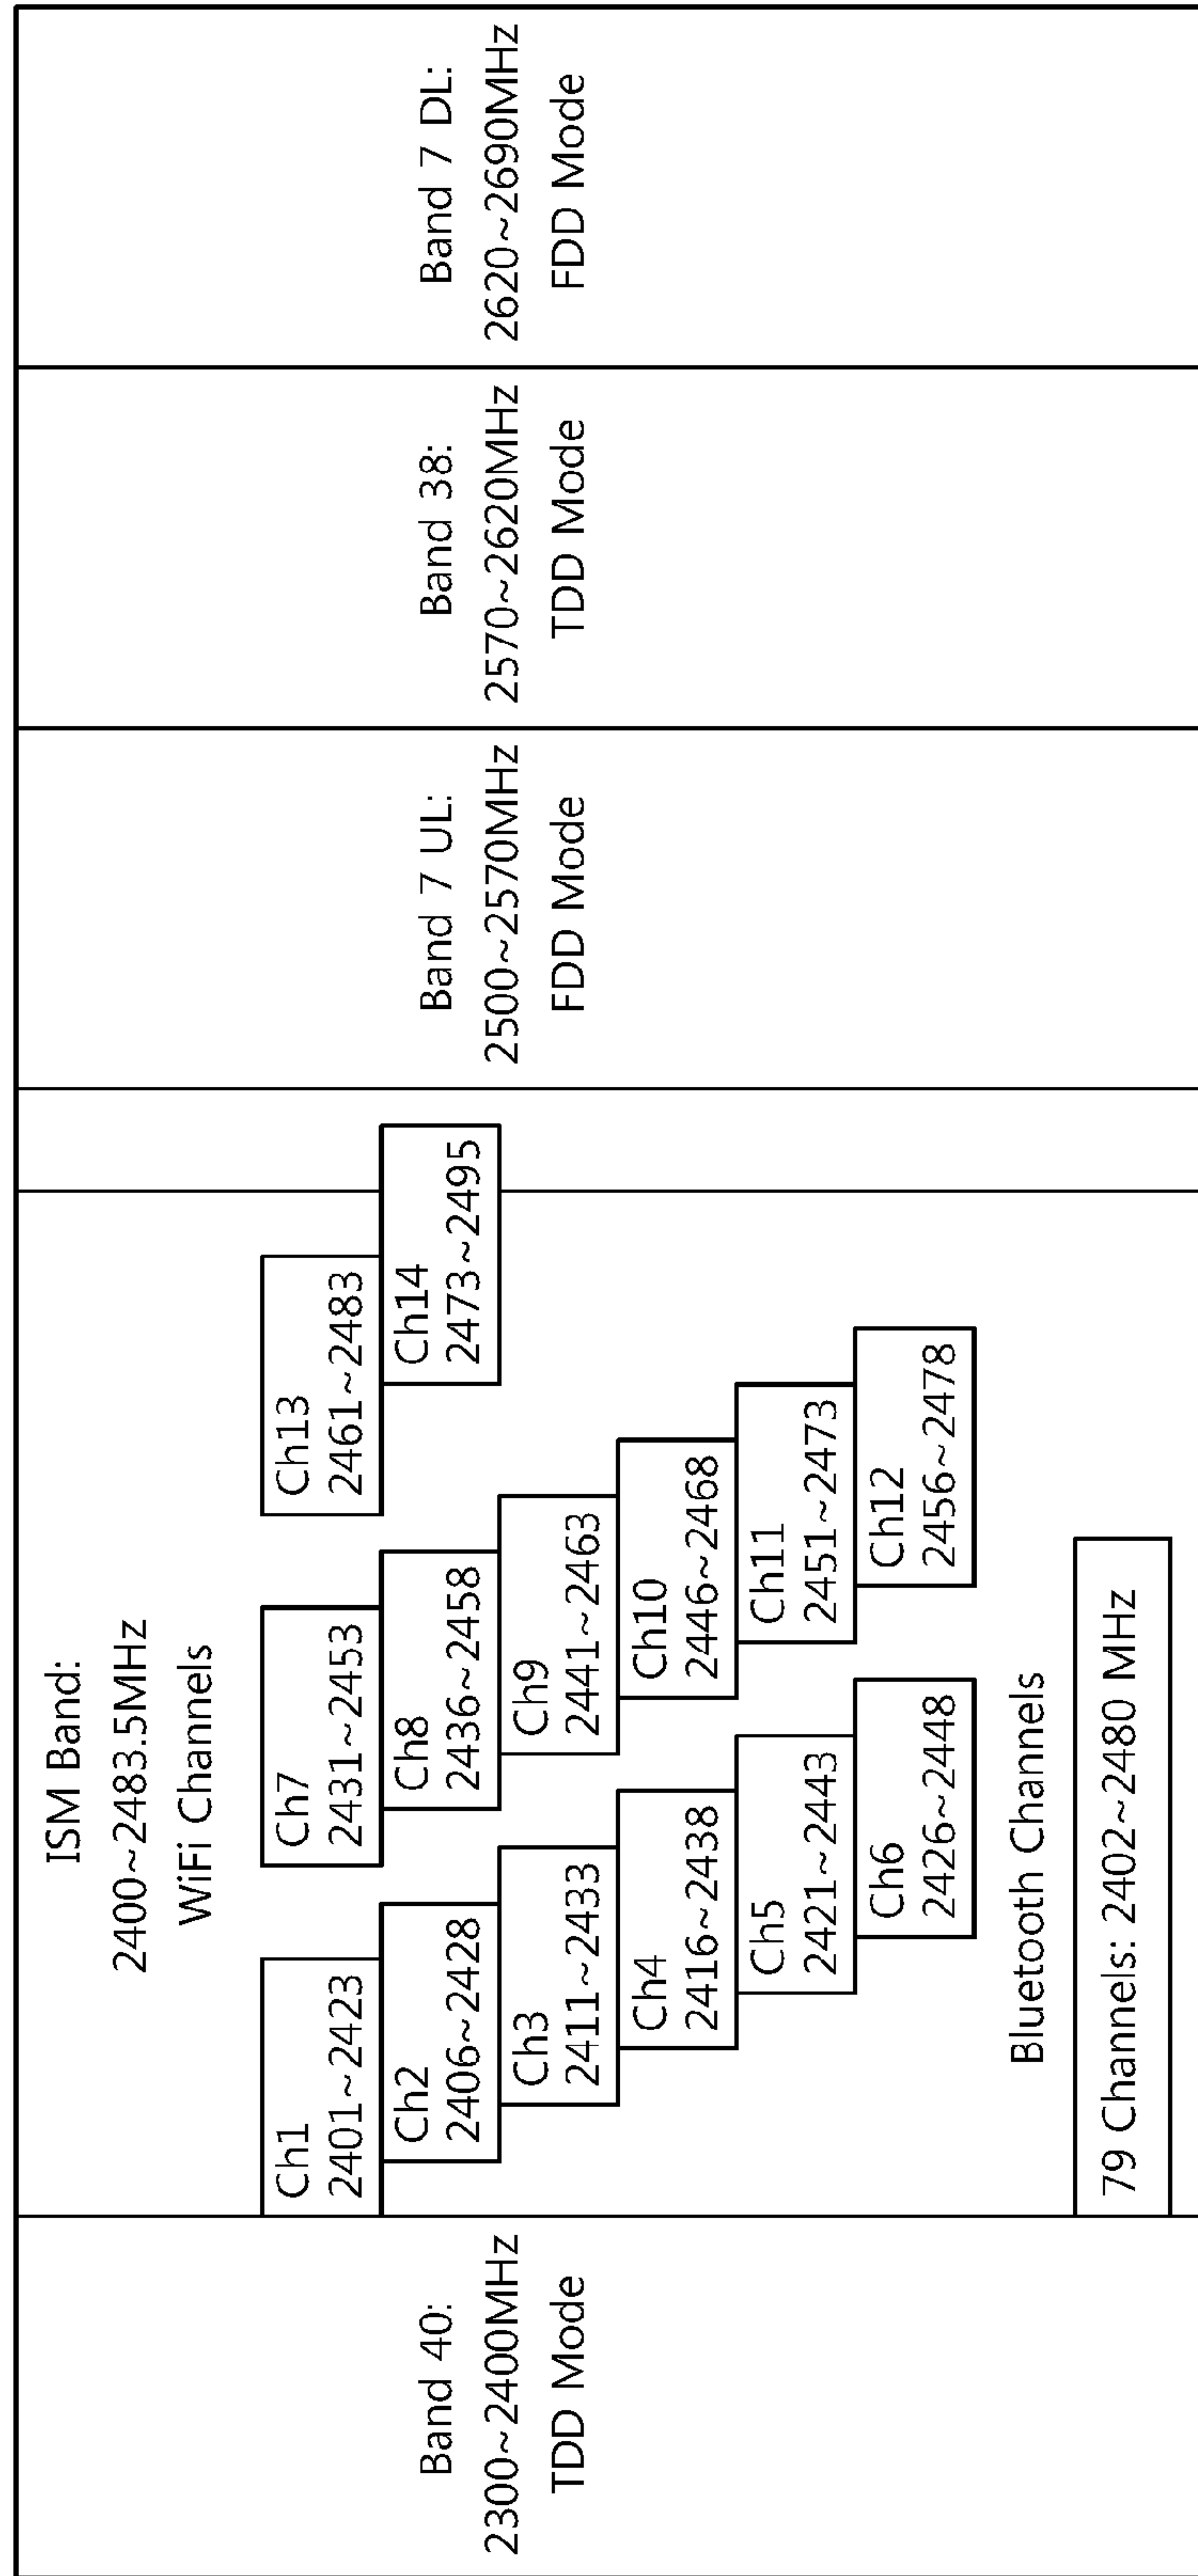 Band 40:
2300~2400MHz
TDD Mode
ISM Band:
2400~2483.5MHz
WiFi Channels
Ch1
2401~2423
Ch2
2406~2428
Ch3
2411~2433
Ch4
2416~2438
Ch5
2421~2443
Ch6
2426~2448
Ch7
2431~2453
Ch8
2436~2458
Ch9
2441~2463
Ch10
2446~2468
Ch11
2451~2473
Ch12
2456~2478
Ch13
2461~2483
Ch14
2473~2495
Bluetooth Channels
79 Channels: 2402~2480 MHz
Band 7 UL:
2500~2570MHz
FDD Mode
Band 38:
2570~2620MHz
TDD Mode
Band 7 DL:
2620~2690MHz
FDD Mode